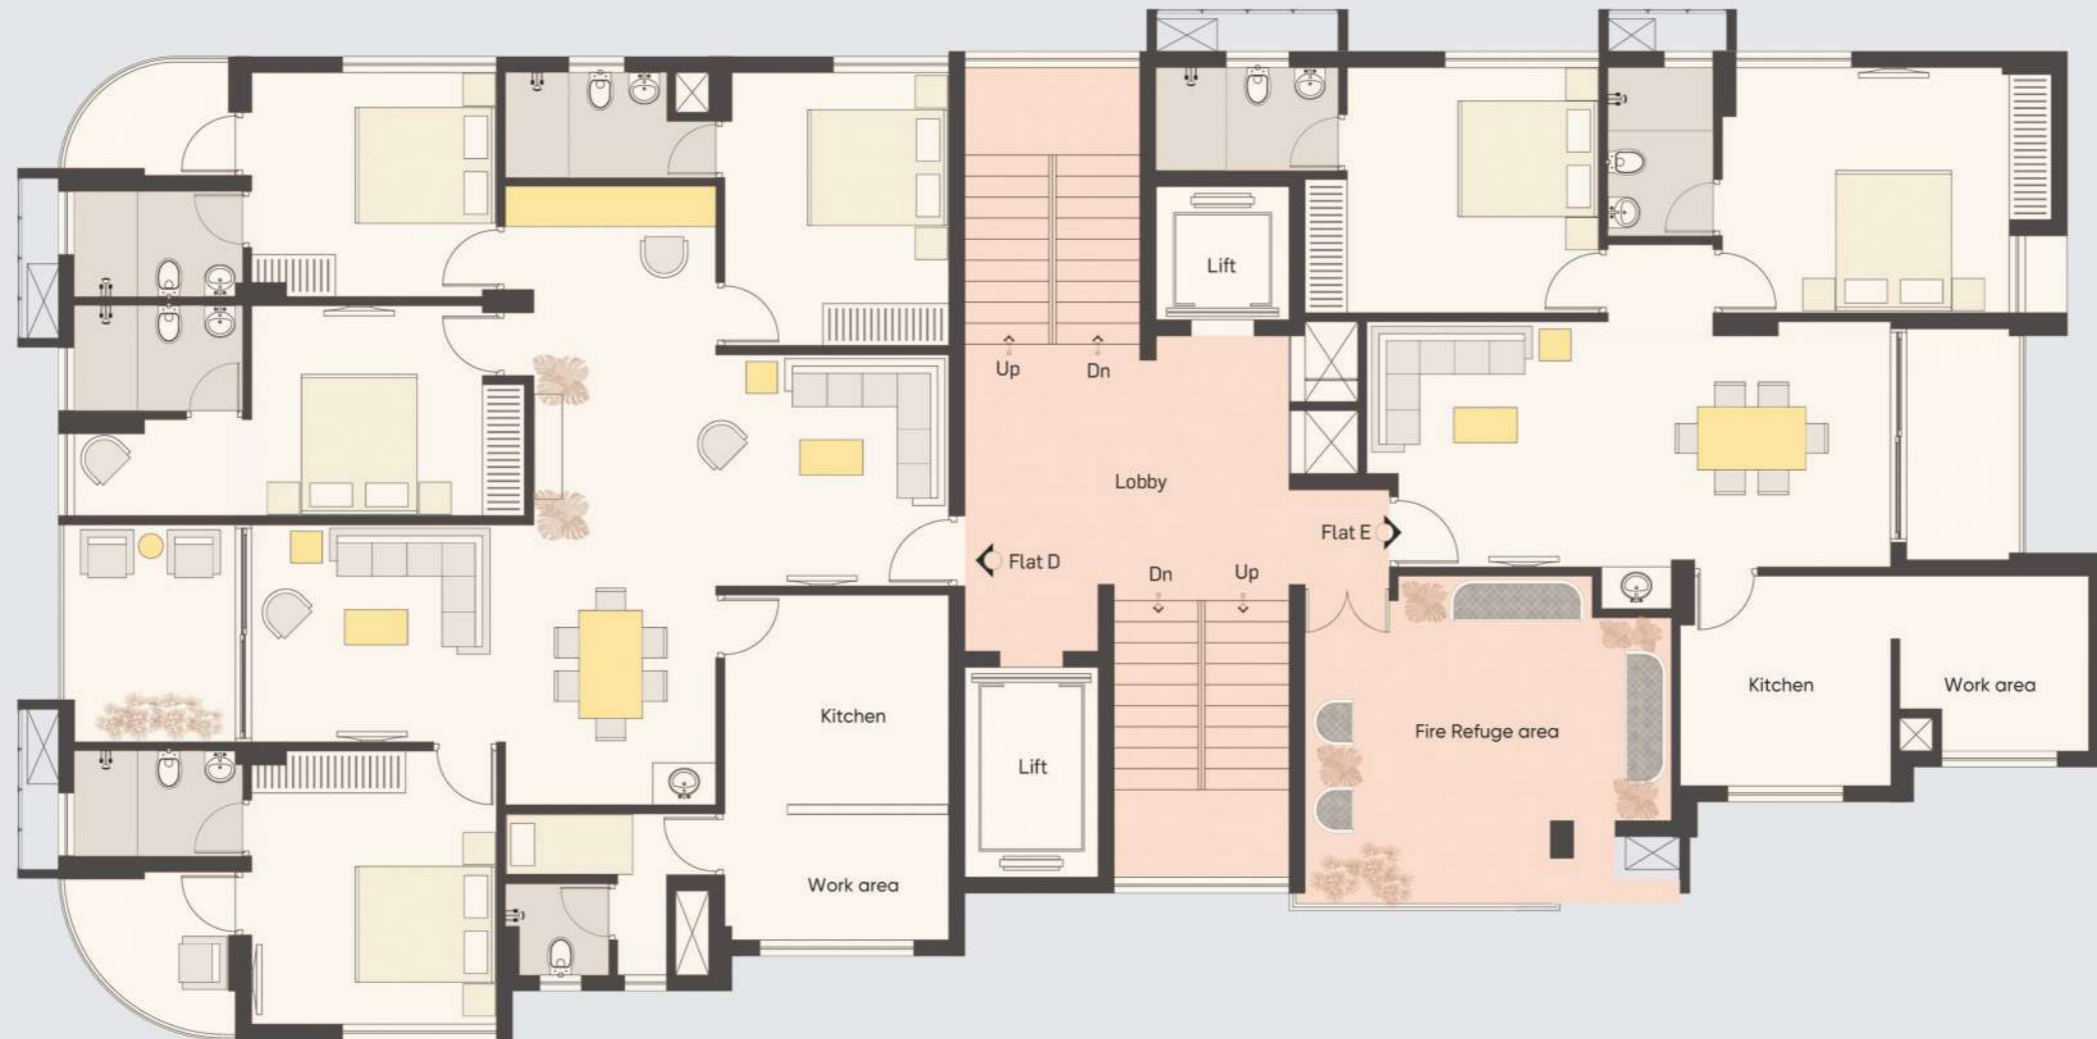 Lift
Up
Dn
Lobby
Flat E
Flat D
Dn
Up
Kitchen
Work area
Kitchen
Fire Refuge area
Lift
Work area